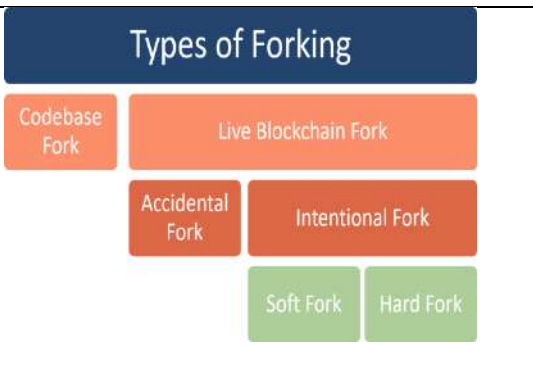 Types of Forking
Codebase
Fork
Live Blockchain Fork
Accidental
Fork
Intentional Fork
Soft Fork
Hard Fork